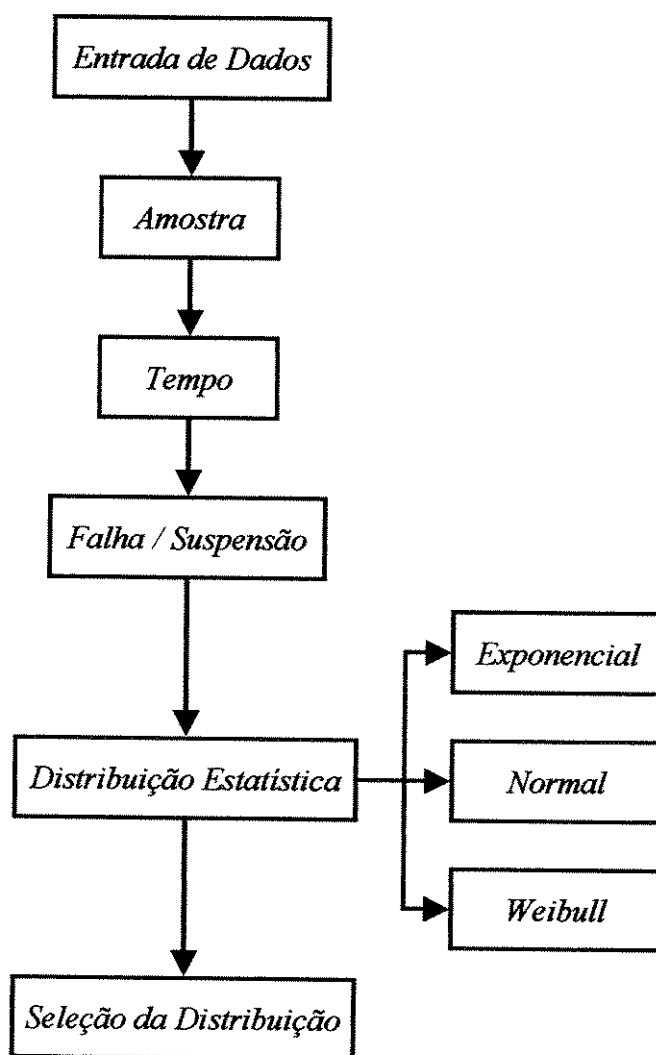 Entrada de Dados
Amostra
Tempo
Falha / Suspensão
Exponencial
Distribuição Estatística
Normal
Weibull
Seleção da Distribuição